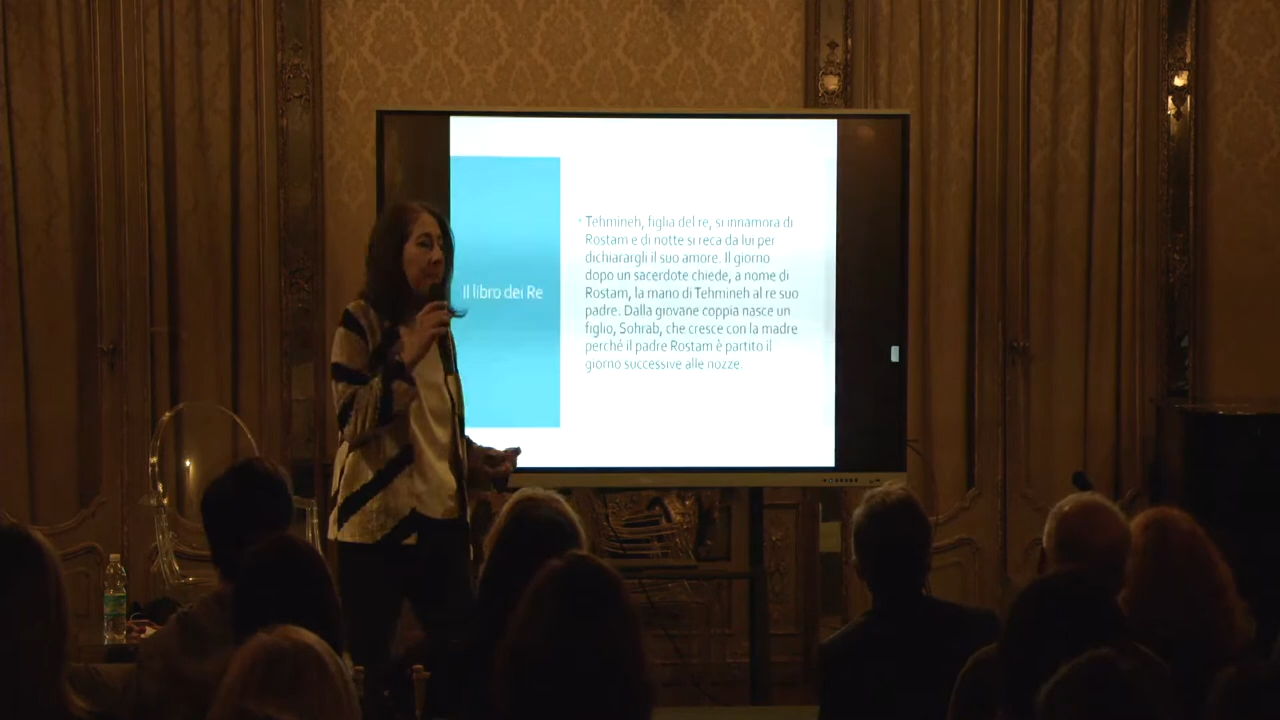 Il libro dei Re
• Tehmineh, figlia del re, si innamora di
Rostam e di notte si reca da lui per
dichiarargli il suo amore. Il giorno
dopo un sacerdote chiede, a nome di
Rostam, la mano di Tehmineh al re suo
padre. Dalla giovane coppia nasce un
figlio, Sohrab, che cresce con la madre
perché il padre Rostam è partito il
giorno successive alle nozze.